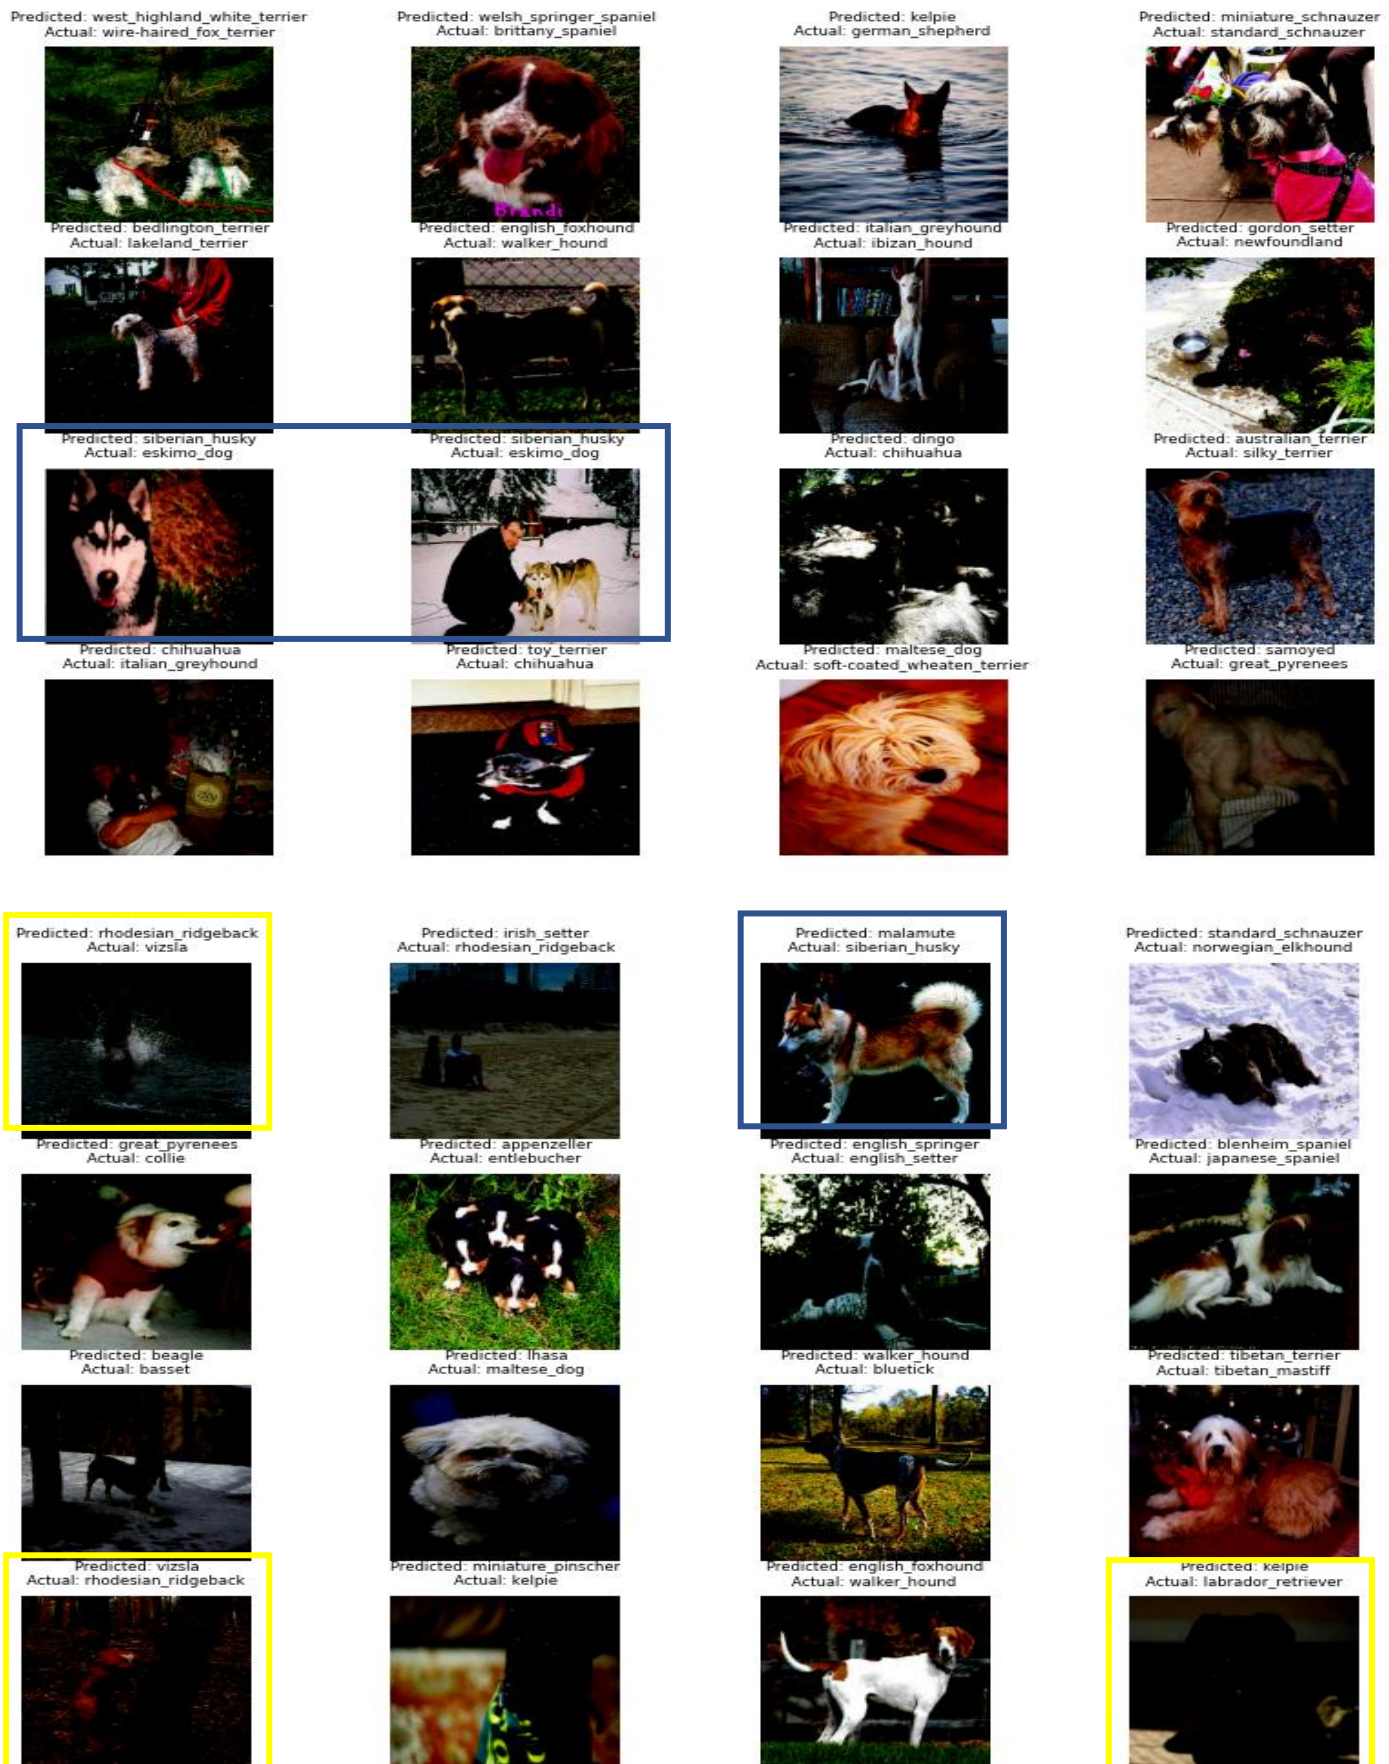 Predicted: west_highland_white_terrier
Actual: wire-haired_fox_terrier
Predicted: welsh_springer_spaniel
Actual: brittany_spaniel
Predicted: kelpie
Actual: german_shepherd
Predicted: miniature_schnauzer
Actual: standard_schnauzer
Brandi
Predicted: bedlington_terrier
Actual: lakeland_terrier
Predicted: english_foxhound
Actual: walker_hound
Predicted: italian_greyhound
Actual: ibizan_hound
Predicted: gordon_setter
Actual: newfoundland
Predicted: siberian_husky
Actual: eskimo_dog
Predicted: siberian_husky
Actual: eskimo_dog
Predicted: dingo
Actual: chihuahua
Predicted: australian_terrier
Actual: silky_terrier
Predicted: chihuahua
Actual: italian_greyhound
Predicted: toy_terrier
Actual: chihuahua
Predicted: maltese_dog
Actual: soft-coated_wheaten_terrier
Predicted: samoyed
Actual: great_pyrenees
Predicted: rhodesian_ridgeback
Actual: vizsla
Predicted: irish_setter
Actual: rhodesian_ridgeback
Predicted: malamute
Actual: siberian_husky
Predicted: standard_schnauzer
Actual: norwegian_elkhound
Predicted: great_pyrenees
Actual: collie
Predicted: appenzeller
Actual: entlebucher
Predicted: english_springer
Actual: english_setter
Predicted: blenheim_spaniel
Actual: japanese_spaniel
Predicted: beagle
Actual: basset
Predicted: lhasa
Actual: maltese_dog
Predicted: walker_hound
Actual: bluetick
Predicted: tibetan_terrier
Actual: tibetan_mastiff
Predicted: vizsla
Actual: rhodesian_ridgeback
Predicted: miniature_pinscher
Actual: kelpie
Predicted: english_foxhound
Actual: walker_hound
Predicted: kelpie
Actual: labrador_retriever